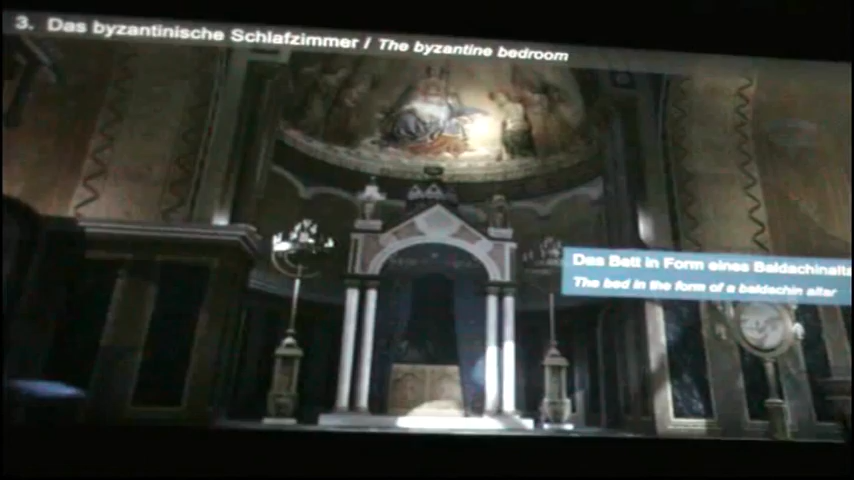 3. Das byzantinische Schlafzimmer / The byzantine bedroom
Das Bett in Form eines Baldachinalta
The bed in the form of a baldachin altar